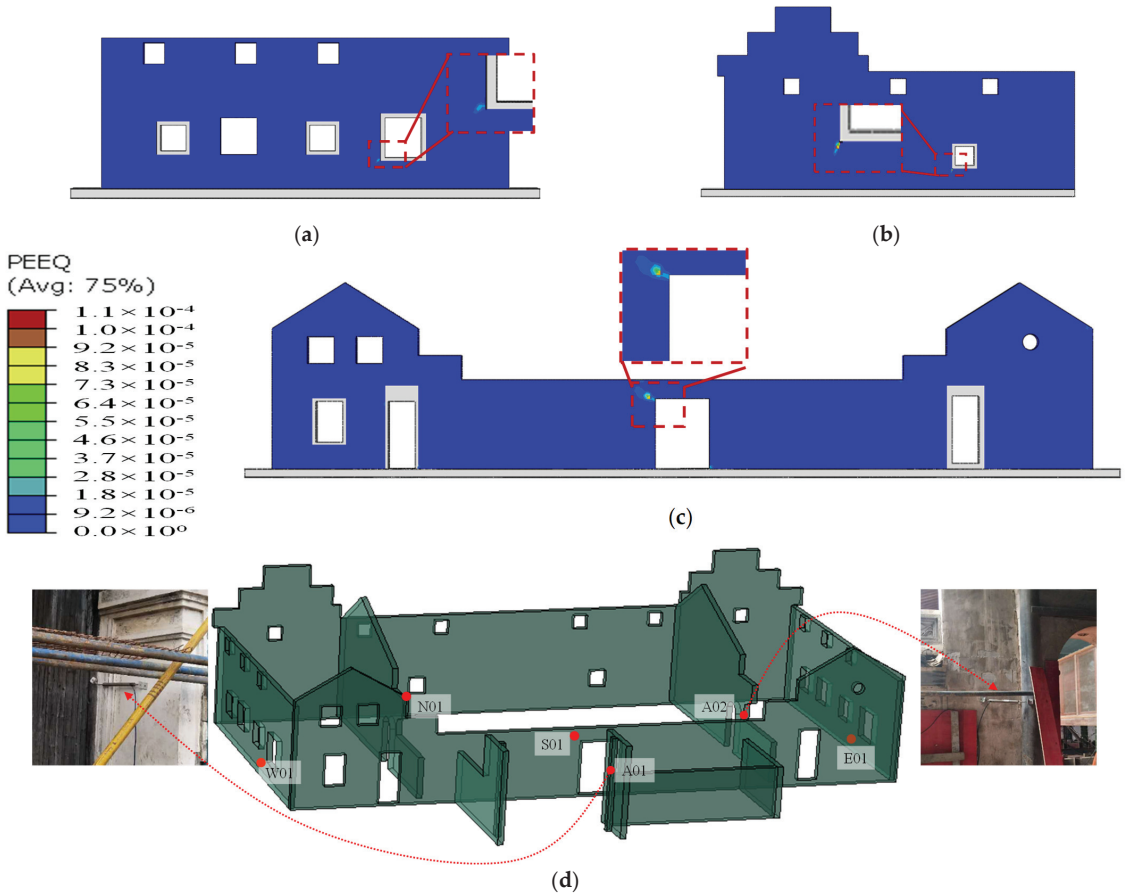 (a)
(b)
PEEQ
(Avg: 75%)
1.1×10⁻⁴
1.0×10⁻⁴
9.2×10⁻⁵
8.3×10⁻⁵
7.3×10⁻⁵
6.4×10⁻⁵
5.5×10⁻⁵
4.6×10⁻⁵
3.7×10⁻⁵
2.8×10⁻⁵
1.8×10⁻⁵
9.2×10⁻⁶
0.0×10⁰
(c)
N01
A02
S01
E01
W01
A01
(d)